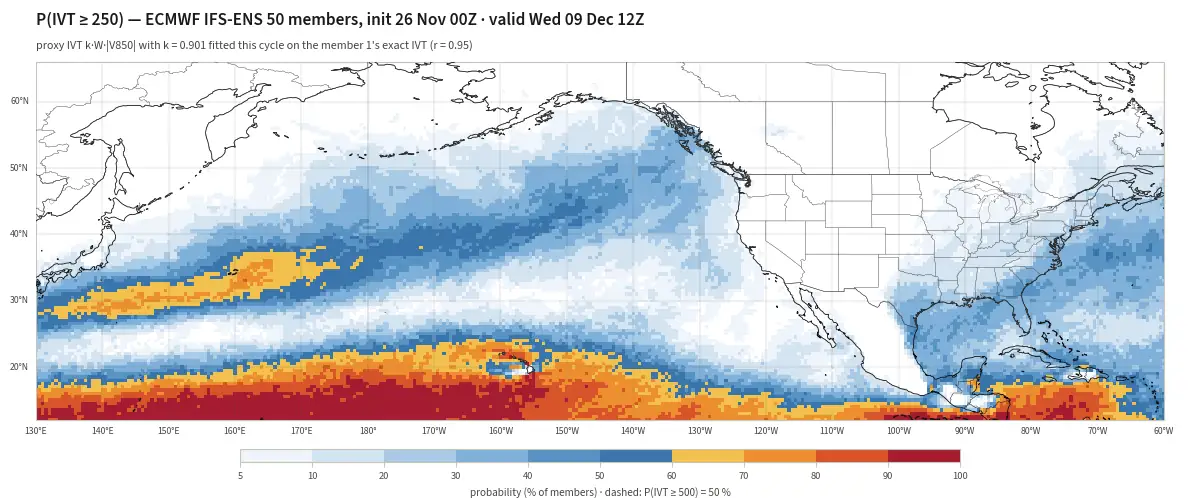 P(IVT ≥ 250) — ECMWF IFS-ENS 50 members, init 26 Nov 00Z · valid Wed 09 Dec 12Z
proxy IVT k·W·|V850| with k = 0.901 fitted this cycle on the member 1's exact IVT (r = 0.95)
60°N
50°N
40°N
30°N
20°N
130°E 140°E 150°E 160°E 170°E 180° 170°W 160°W 150°W 140°W 130°W 120°W 110°W 100°W 90°W 80°W 70°W 60°W
5 10 20 30 40 50 60 70 80 90 100
probability (% of members) · dashed: P(IVT ≥ 500) = 50 %